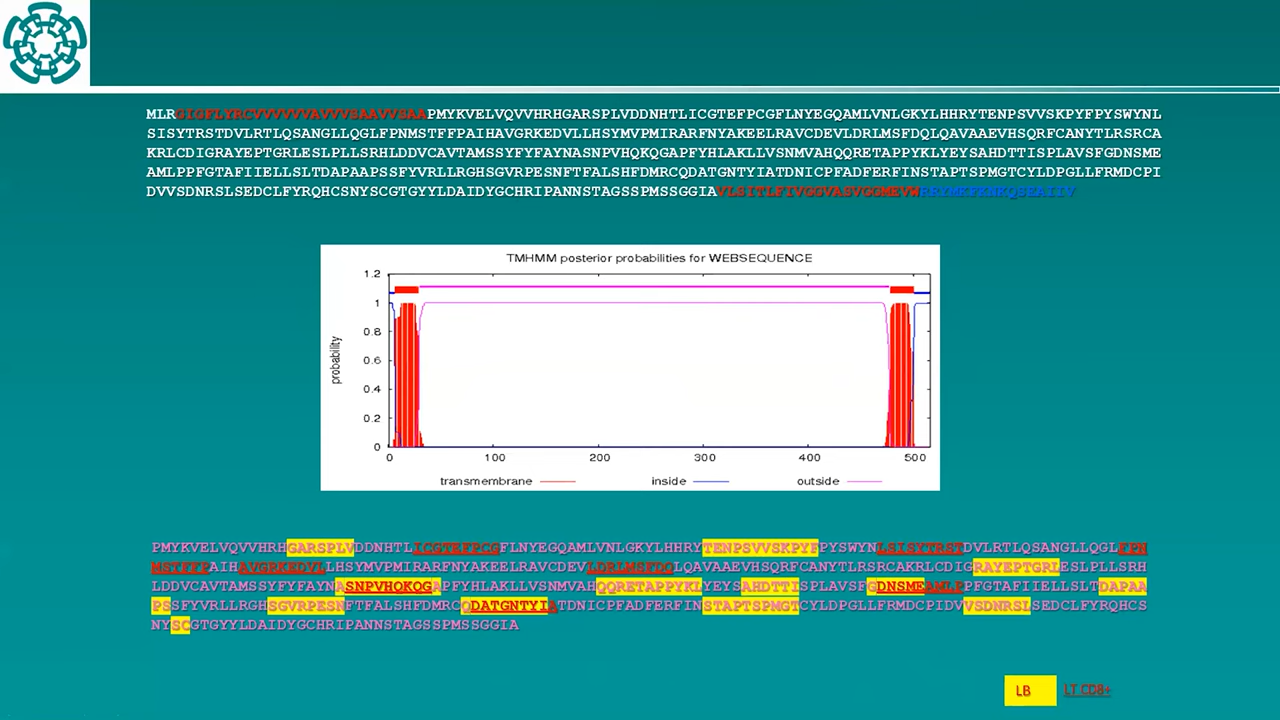 MLRGIGFLYRCVVVVVVAVVVSAAVVSAAPMYKVELVQVVHRHGARSPLVDDNHTLICGTEFPCGFLNYEGQAMLVNLGKYLHHRYTENPSVVSKPYFPYSWYNL
SISYTRSTDVLRTLQSANGLLQGLFPNMSTFFPAIHAVGRKEDVLLHSYMVPMIRARFNYAKEELRAVCDEVLDRLMSFDQLQAVAAEVHSQRFCANYTLRSRCA
KRLCDIGRAYEPTGRLESLPLLSRHLDDVCAVTAMSSYFYFAYNASNPVHQKQGAPFYHLAKLLVSNMVAHQQRETAPPYKLYEYSAHDTTISPLAVSFGDNSME
AMLPPFGTAFIIELLSLTDAPAAPSSFYVRLLRGHSGVRPESNFTFALSHFDMRCQDATGNTYIATDNICPFADFERFINSTAPTSPMGTCYLDPGLLFRMDCPI
DVVSDNRSLSEDCLFYRQHCSNYSCGTGYYLDAIDYGCHRIPANNSTAGSSPMSSGGIAVLSITLFIVGGVASVGGMEVWRRYMKFKNKQSEAIIV
TMHMM posterior probabilities for WEBSEQUENCE
1.2
1
0.8
0.6
0.4
0.2
0
probability
0 100 200 300 400 500
transmembrane inside outside
PMYKVELVQVVHRHGARSPLVDDNHTLICGTEFPCGFLNYEGQAMLVNLGKYLHHRYTENPSVVSKPYFPYSWYNLSISYTRSTDVLRTLQSANGLLQGLFPN
MSTFFPAIHAVGRKEDVLLHSYMVPMIRARFNYAKEELRAVCDEVLDRLMSFDQLQAVAAEVHSQRFCANYTLRSRCAKRLCDIGRAYEPTGRLESLPLLSRH
LDDVCAVTAMSSYFYFAYNASNPVHQKQGAPFYHLAKLLVSNMVAHQQRETAPPYKLYEYSAHDTTISPLAVSFGDNSMEAMLPPFGTAFIIELLSLTDAPAA
PSSFYVRLLRGHSGVRPESNFTFALSHFDMRCQDATGNTYIATDNICPFADFERFINSTAPTSPMGTCYLDPGLLFRMDCPIDVVSDNRSLSEDCLFYRQHCS
NYSCGTGYYLDAIDYGCHRIPANNSTAGSSPMSSGGIA
LB LT CD8+